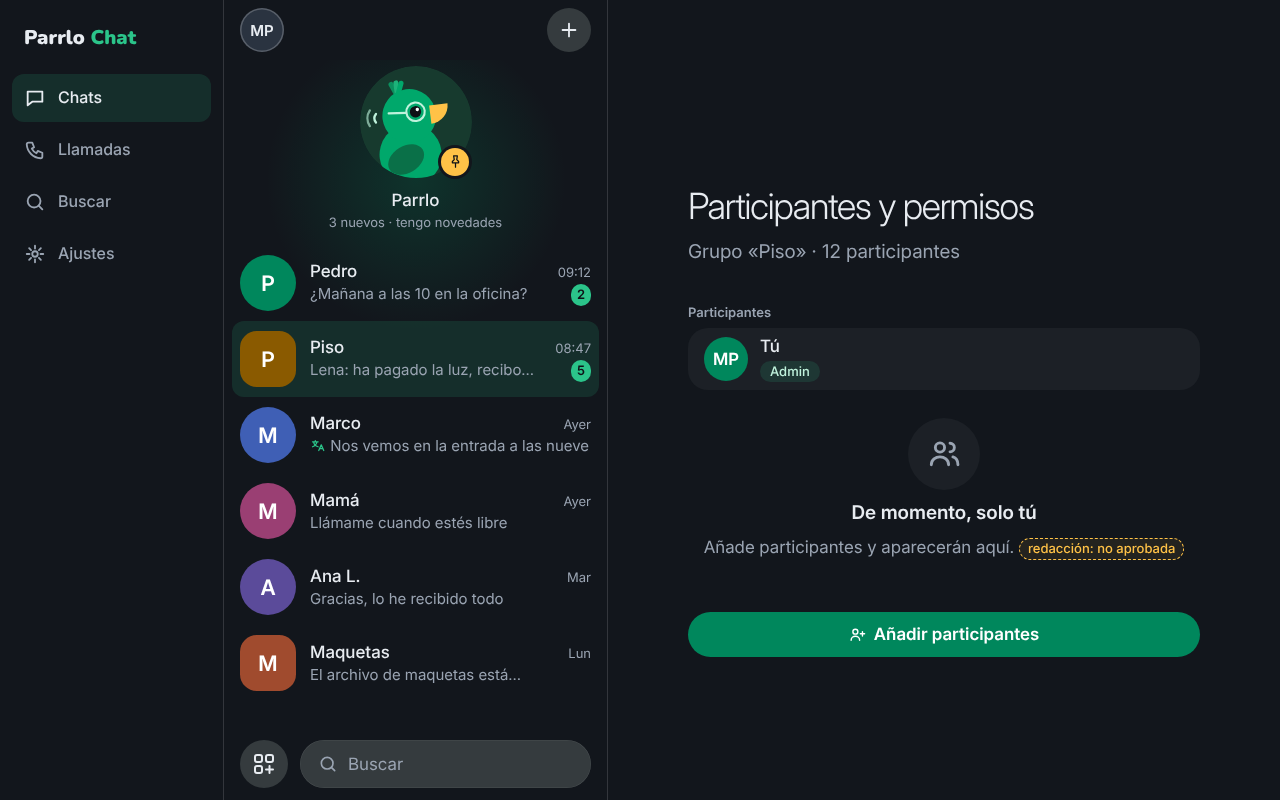 Parrlo Chat
Chats
Llamadas
Buscar
Ajustes
MP
Parrlo
3 nuevos · tengo novedades
P
Pedro
09:12
¿Mañana a las 10 en la oficina?
2
P
Piso
08:47
Lena: ha pagado la luz, recibo...
5
M
Marco
Ayer
Nos vemos en la entrada a las nueve
M
Mamá
Ayer
Llámame cuando estés libre
A
Ana L.
Mar
Gracias, lo he recibido todo
M
Maquetas
Lun
El archivo de maquetas está...
Buscar
Participantes y permisos
Grupo «Piso» · 12 participantes
Participantes
MP
Tú
Admin
De momento, solo tú
Añade participantes y aparecerán aquí. redacción: no aprobada
Añadir participantes